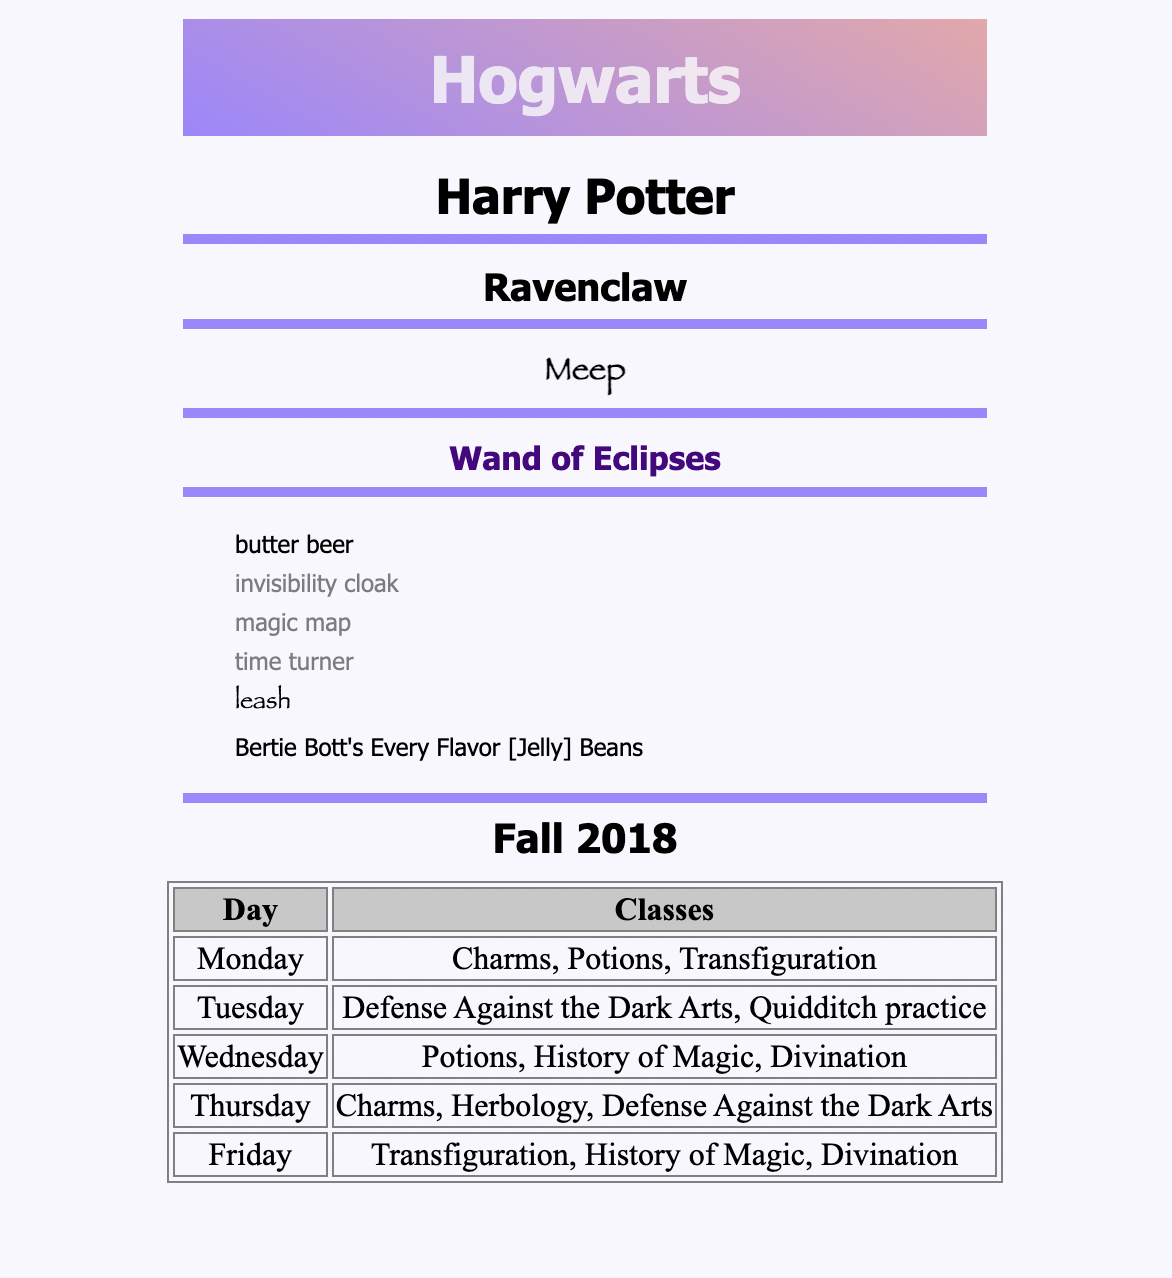 Hogwarts
Harry Potter
Ravenclaw
Meep
Wand of Eclipses
butter beer
invisibility cloak
magic map
time turner
leash
Bertie Bott's Every Flavor [Jelly] Beans
Fall 2018
Day Classes
Monday Charms, Potions, Transfiguration
Tuesday Defense Against the Dark Arts, Quidditch practice
Wednesday Potions, History of Magic, Divination
Thursday Charms, Herbology, Defense Against the Dark Arts
Friday Transfiguration, History of Magic, Divination